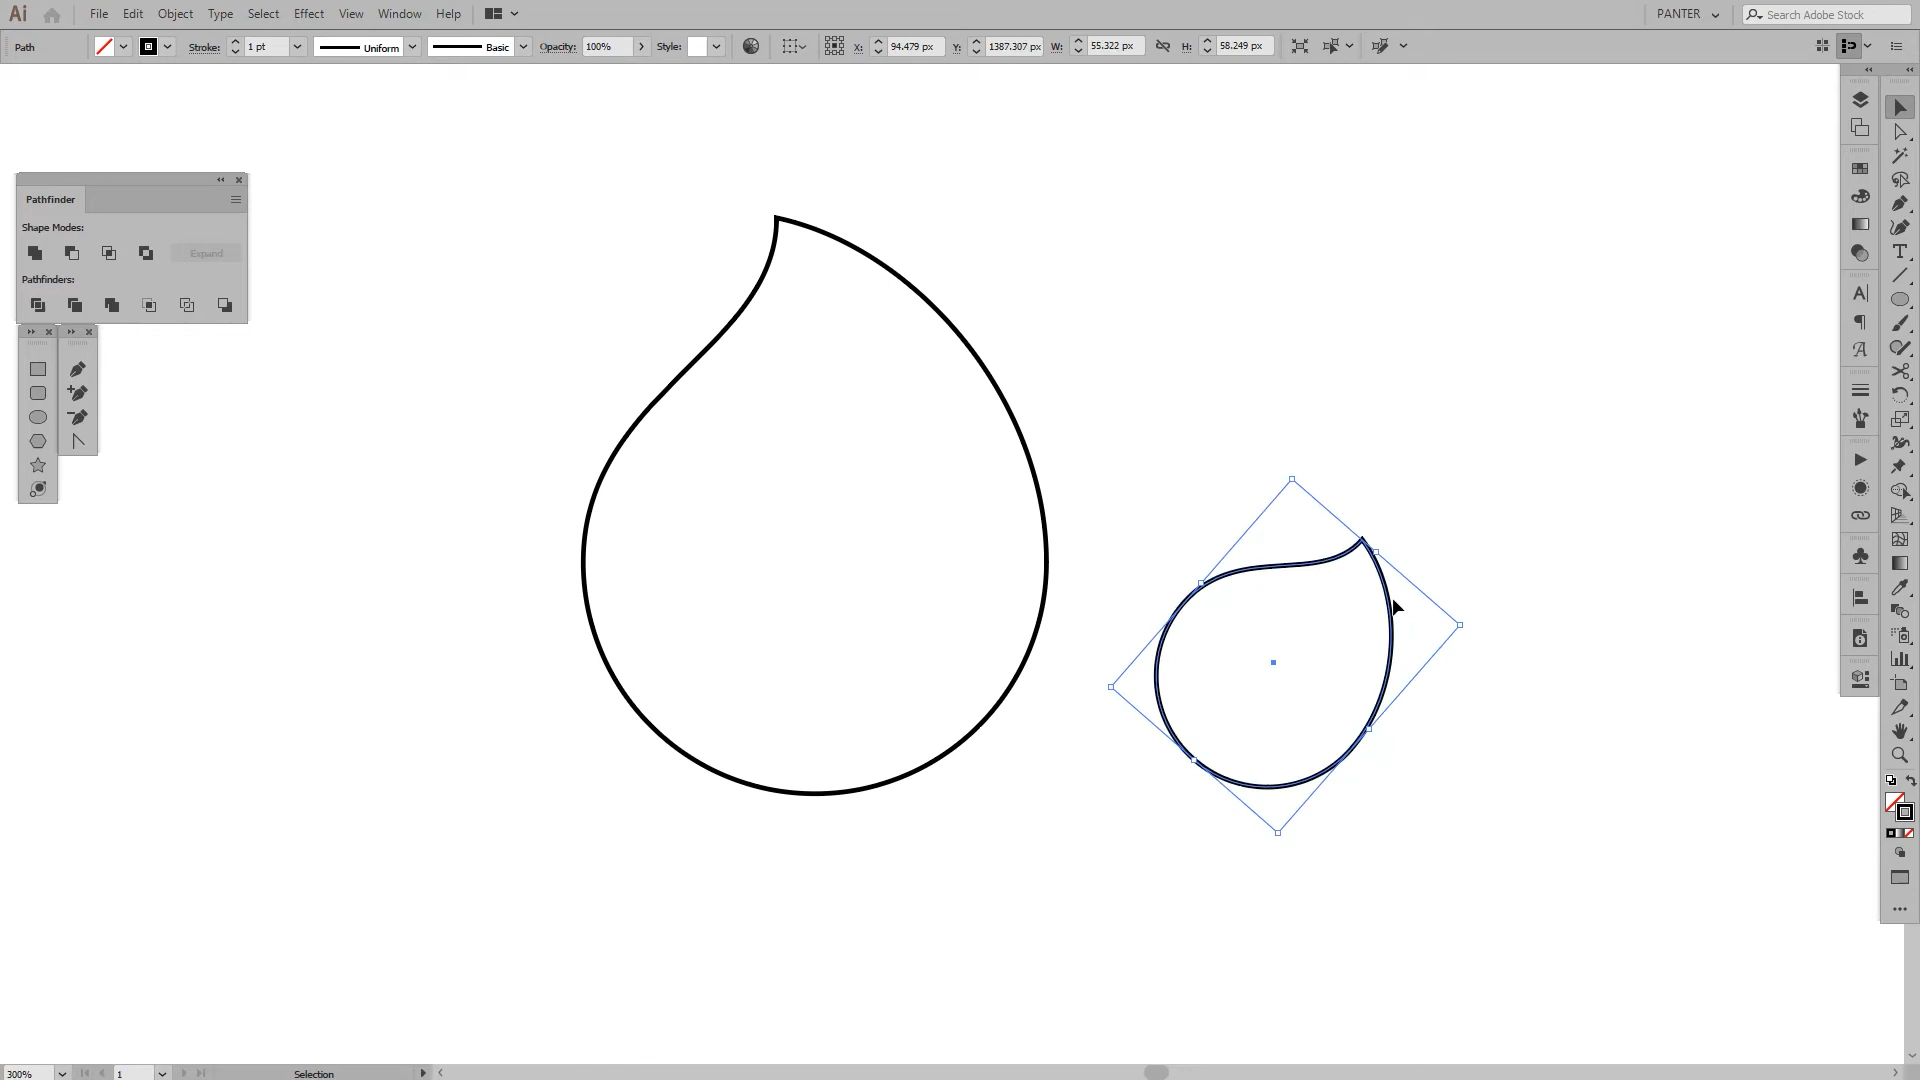 Ai File Edit Object Type Select Effect View Window Help PANTER Search Adobe Stock
Path Stroke: 1 pt Uniform Basic Opacity: 100% Style: X: 94.479 px Y: 1387.307 px W: 55.322 px H: 58.249 px
Pathfinder
Shape Modes:
Expand
Pathfinders:
300% 1 Selection